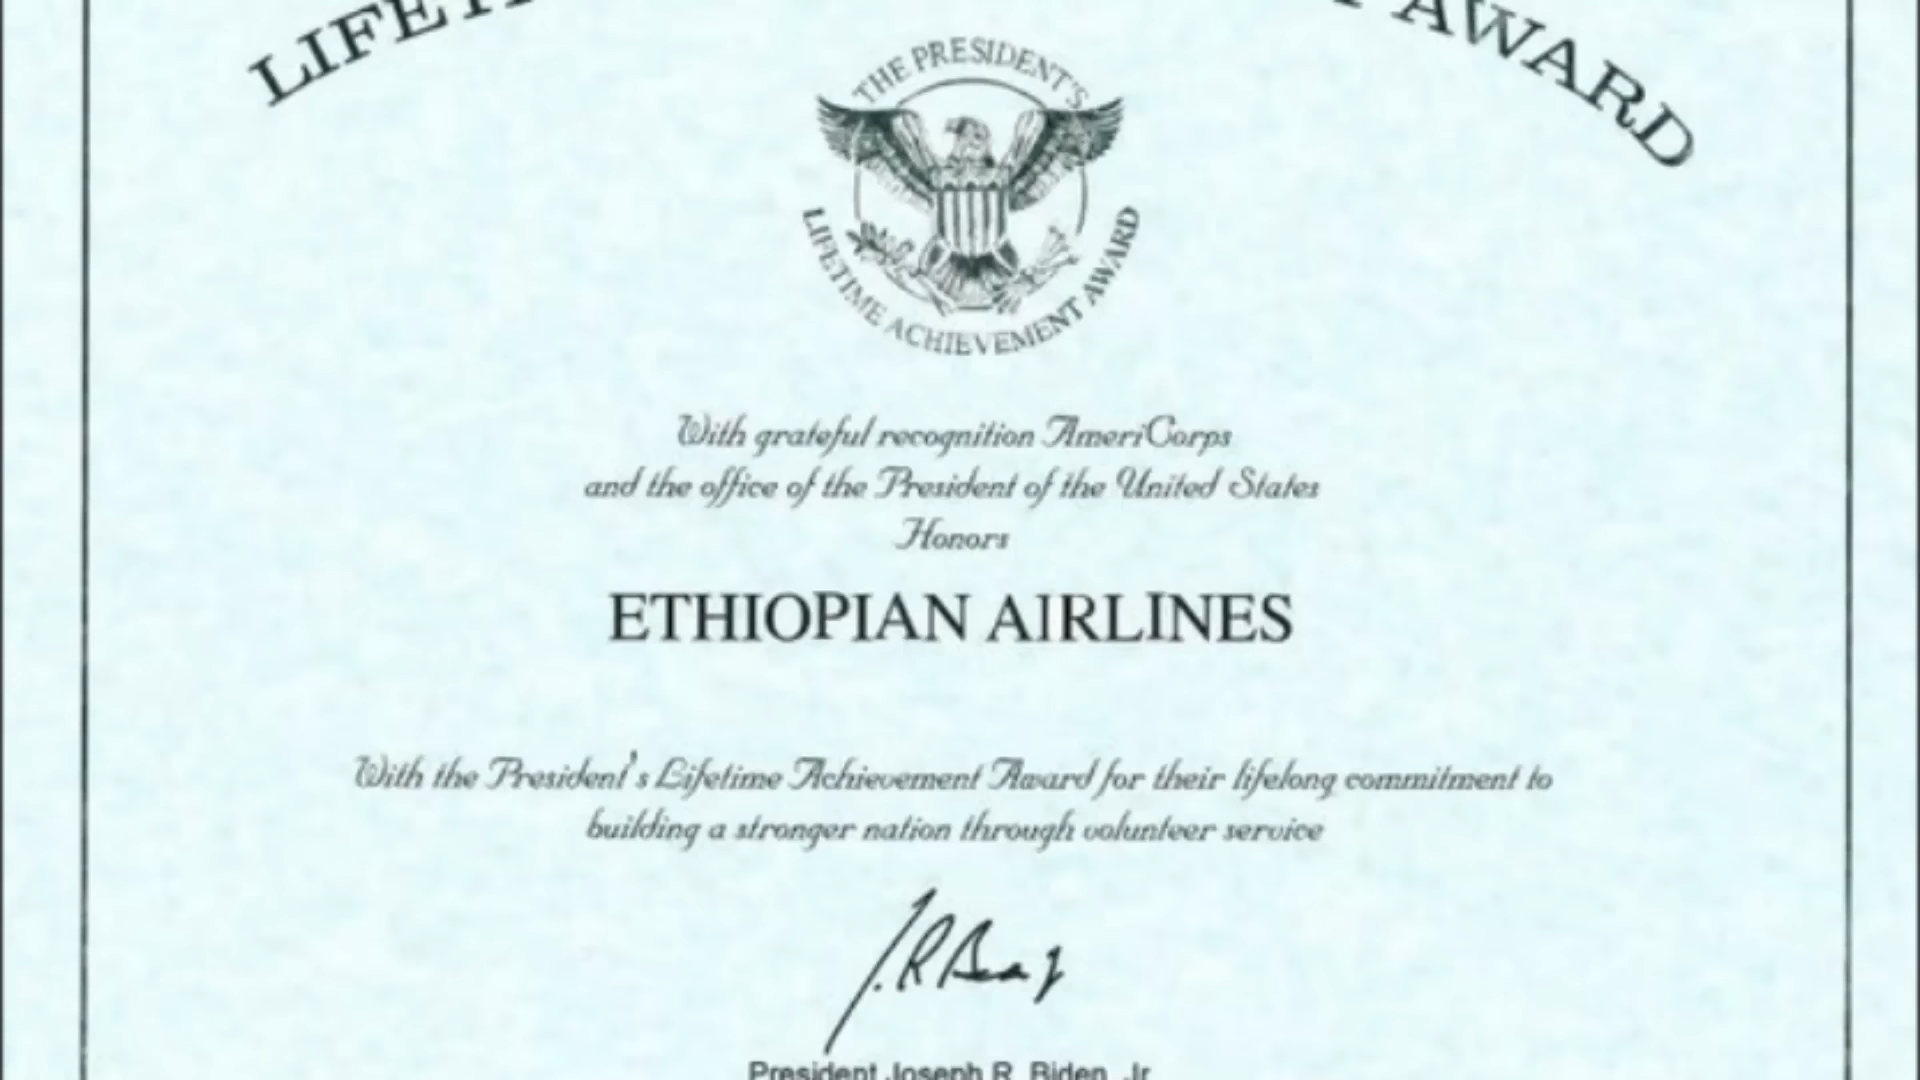 LIFE
AWARD
THE PRESIDENT'S
LIFETIME ACHIEVEMENT AWARD
With grateful recognition AmeriCorps
and the office of the President of the United States
Honors
ETHIOPIAN AIRLINES
With the President's Lifetime Achievement Award for their lifelong commitment to
building a stronger nation through volunteer service
President Joseph R. Biden, Jr